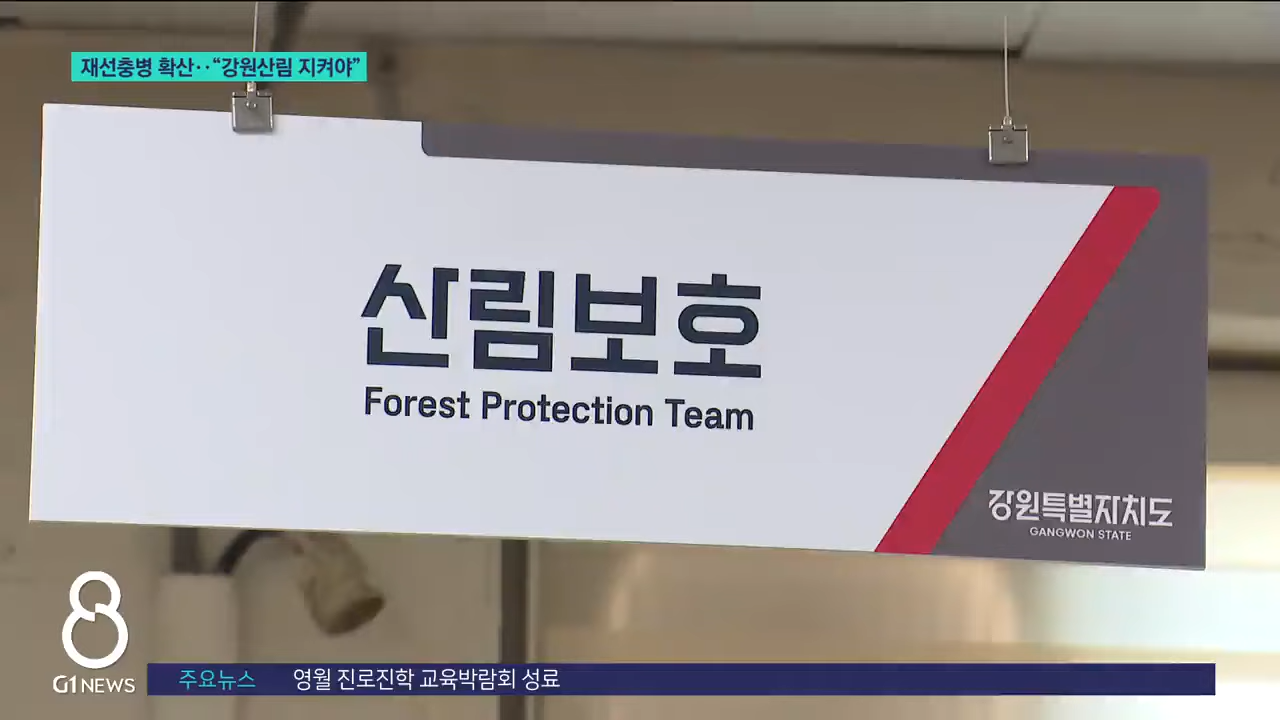 재선충병 확산‥“강원산림 지켜야”
산림보호
Forest Protection Team
강원특별자치도
GANGWON STATE
8
G1 NEWS
주요뉴스 영월 진로진학 교육박람회 성료